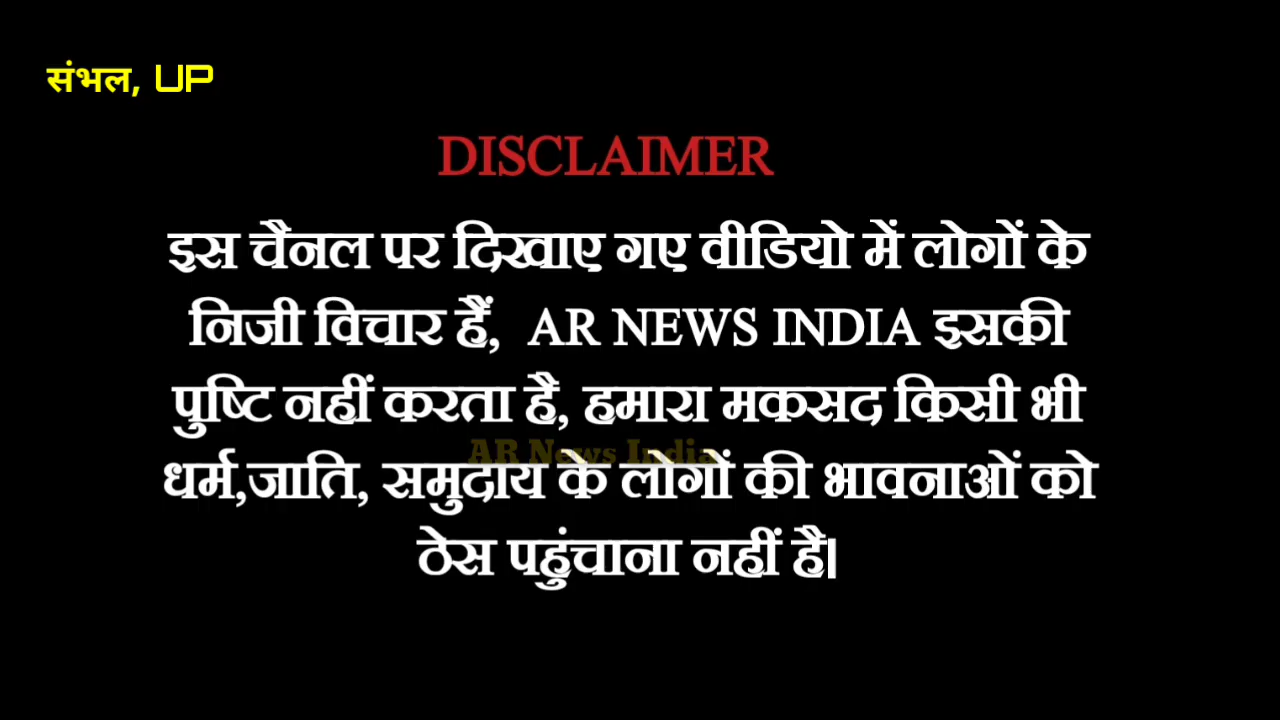 संभल, UP
DISCLAIMER
इस चैनल पर दिखाए गए वीडियो में लोगों के
निजी विचार हैं, AR NEWS INDIA इसकी
पुष्टि नहीं करता है, हमारा मकसद किसी भी
AR News India
धर्म,जाति, समुदाय के लोगों की भावनाओं को
ठेस पहुंचाना नहीं है।